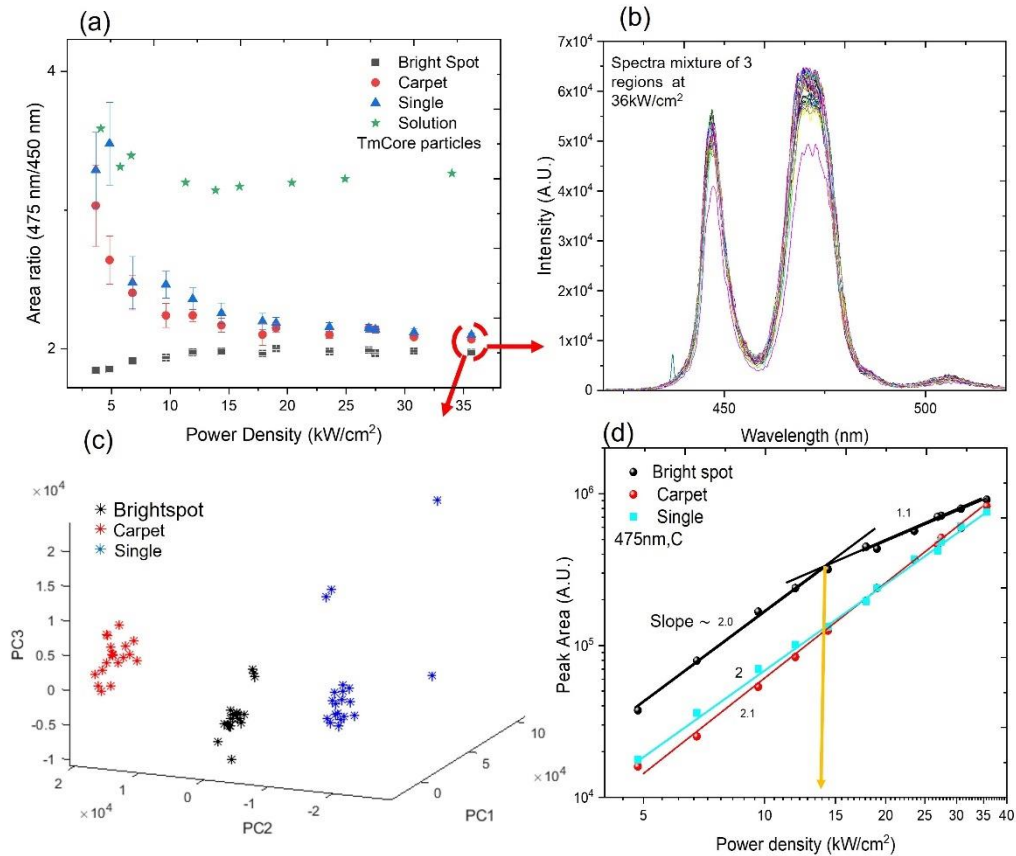 (a)
4
2
Area ratio (475 nm/450 nm)
Bright Spot
Carpet
Single
Solution
TmCore particles
5 10 15 20 25 30 35
Power Density (kW/cm²)
(b)
7x10⁴
6x10⁴
5x10⁴
4x10⁴
3x10⁴
2x10⁴
1x10⁴
0
Intensity (A.U.)
Spectra mixture of 3
regions at
36kW/cm²
450 500
Wavelength (nm)
(c)
× 10⁴
2
1.5
1
0.5
0
-0.5
-1
PC3
Brightspot
Carpet
Single
2 1 0 -1 -2
× 10⁴
PC2
0 5 10
× 10⁴
PC1
(d)
10⁶
10⁵
10⁴
Peak Area (A.U.)
Bright spot
Carpet
Single
475nm,C
1.1
Slope ~ 2.0
2
2.1
5 10 15 20 25 30 35 40
Power density (kW/cm²)